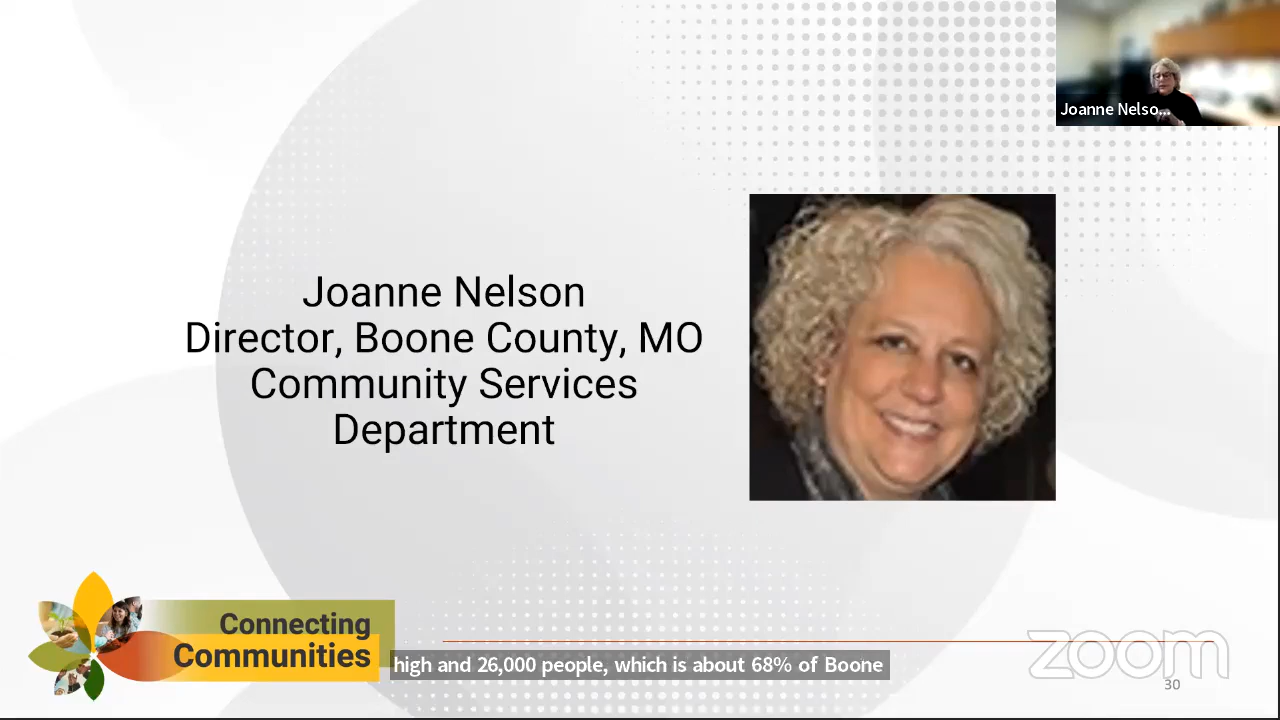 Joanne Nelso...
Joanne Nelson
Director, Boone County, MO
Community Services
Department
Connecting
Communities
high and 26,000 people, which is about 68% of Boone
zoom
30